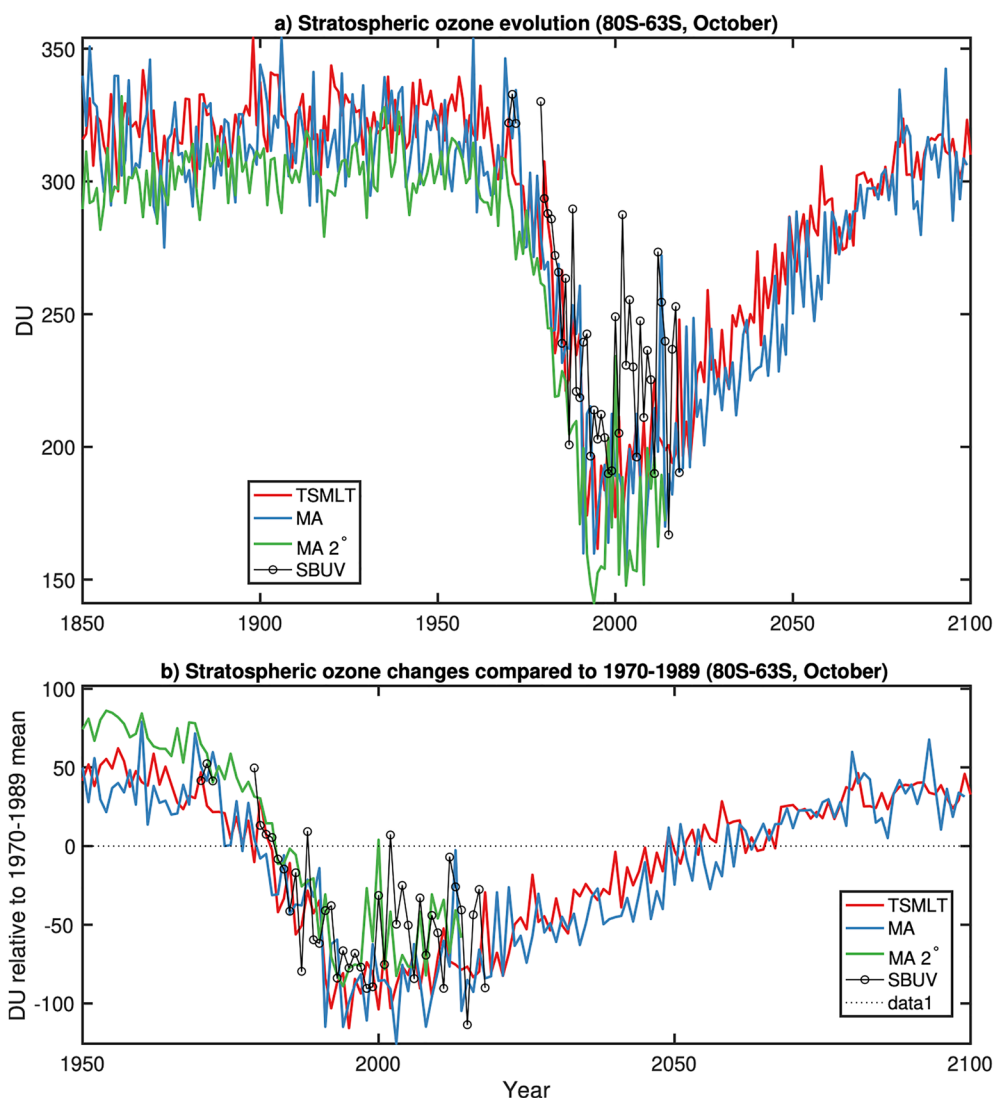 a) Stratospheric ozone evolution (80S-63S, October)
350
300
250
200
150
DU
TSMLT
MA
MA 2°
SBUV
1850 1900 1950 2000 2050 2100
b) Stratospheric ozone changes compared to 1970-1989 (80S-63S, October)
100
50
0
-50
-100
DU relative to 1970-1989 mean
TSMLT
MA
MA 2°
SBUV
data1
1950 2000 2050 2100
Year